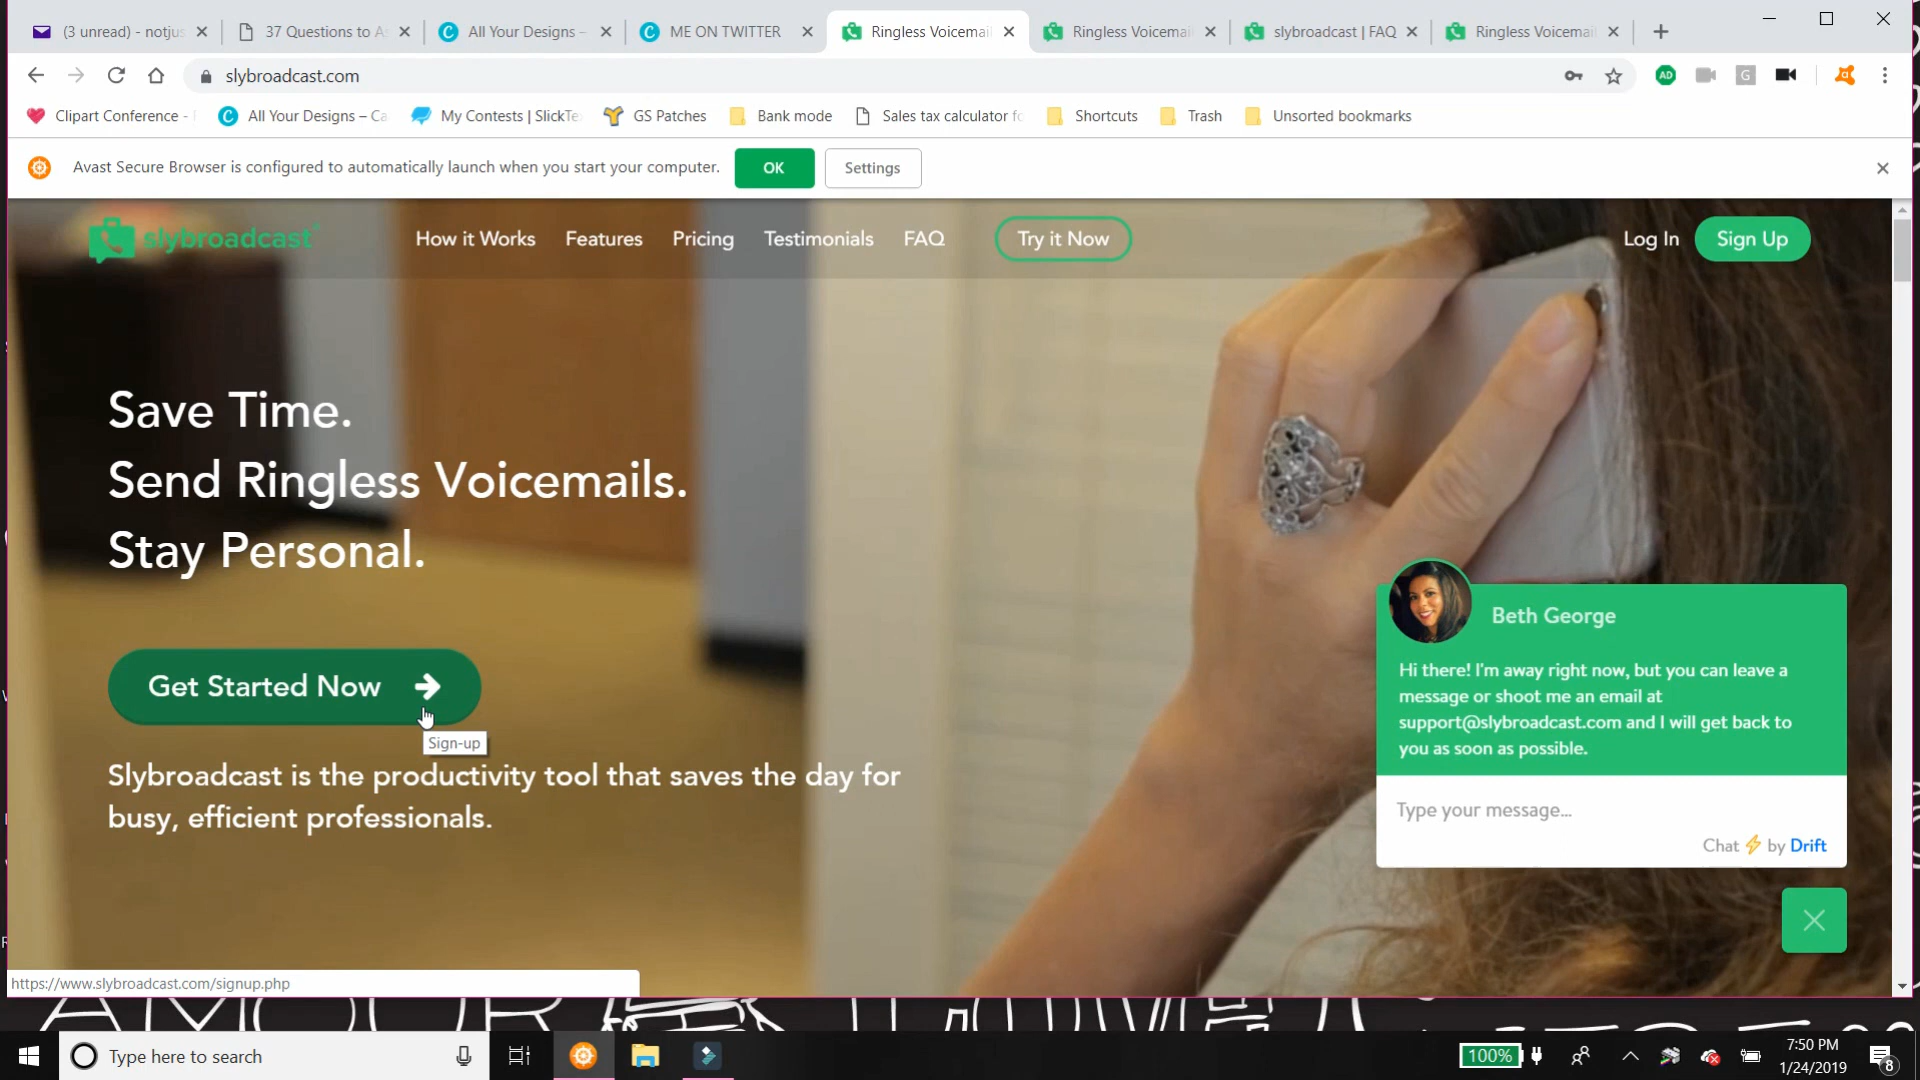 (3 unread) - notjus
37 Questions to As
All Your Designs –
ME ON TWITTER
Ringless Voicemai
Ringless Voicemai
slybroadcast | FAQ
Ringless Voicemai
slybroadcast.com
AD
G
Clipart Conference -
All Your Designs – Ca
My Contests | SlickTe
GS Patches
Bank mode
Sales tax calculator fo
Shortcuts
Trash
Unsorted bookmarks
Avast Secure Browser is configured to automatically launch when you start your computer.
OK
Settings
slybroadcast
How it Works
Features
Pricing
Testimonials
FAQ
Try it Now
Log In
Sign Up
Save Time.
Send Ringless Voicemails.
Stay Personal.
Get Started Now
Sign-up
Slybroadcast is the productivity tool that saves the day for
busy, efficient professionals.
Beth George
Hi there! I'm away right now, but you can leave a
message or shoot me an email at
support@slybroadcast.com and I will get back to
you as soon as possible.
Type your message...
Chat ⚡ by Drift
https://www.slybroadcast.com/signup.php
Type here to search
100%
7:50 PM
1/24/2019
8